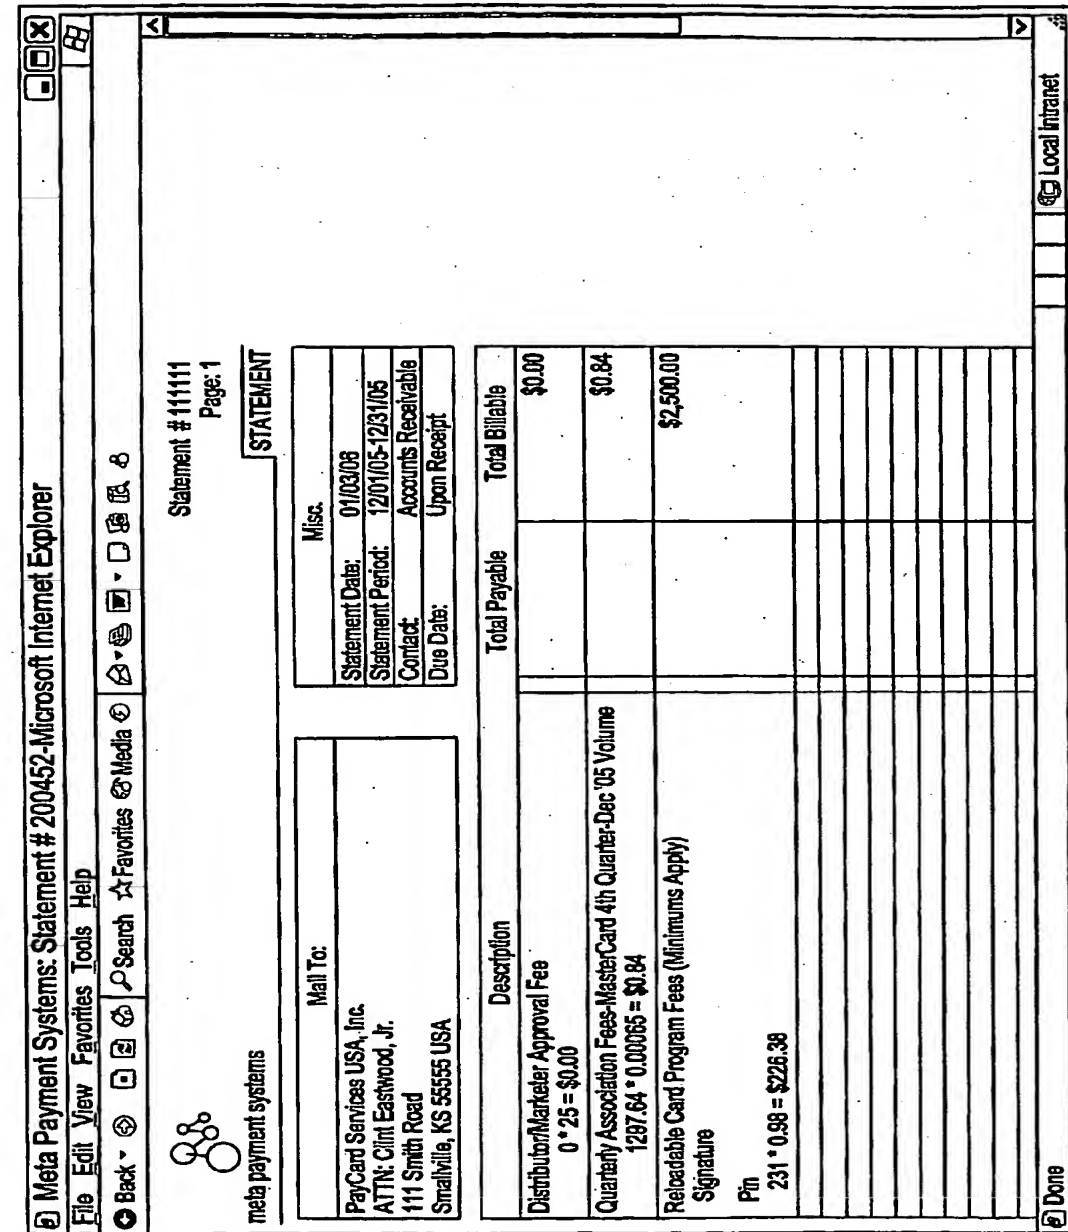 Meta Payment Systems: Statement # 200452-Microsoft Internet Explorer
File Edit View Favorites Tools Help
Back Search Favorites Media
meta payment systems
Statement # 111111
Page: 1
STATEMENT
Mail To:
PayCard Services USA, Inc.
ATTN: Clint Eastwood, Jr.
111 Smith Road
Smallville, KS 55555 USA
Misc.
Statement Date: 01/03/06
Statement Period: 12/01/05-12/31/05
Contact: Accounts Receivable
Due Date: Upon Receipt
Description Total Payable Total Billable
Distributor/Marketer Approval Fee $0.00
0 * 25 = $0.00
Quarterly Association Fees-MasterCard 4th Quarter-Dec '05 Volume $0.84
1297.64 * 0.00065 = $0.84
Reloadable Card Program Fees (Minimums Apply) $2,500.00
Signature
Pin
231 * 0.98 = $226.38
Done Local intranet